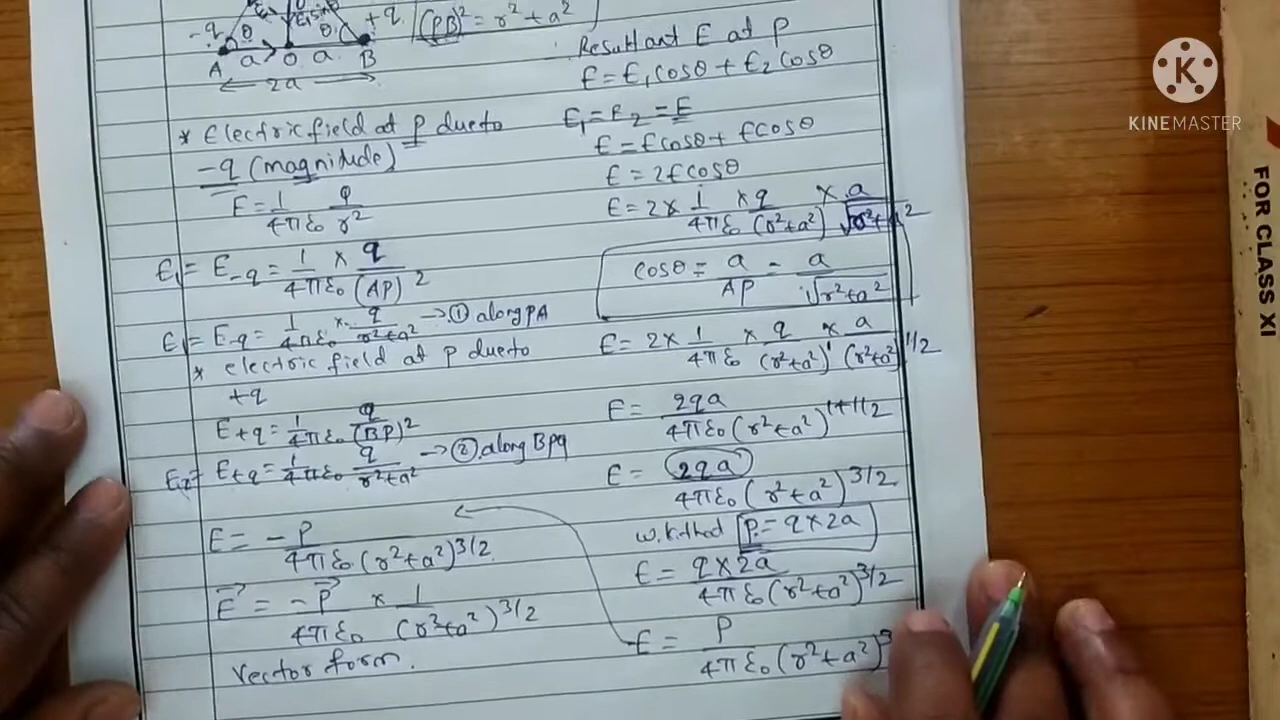 -q θ θ +q (PB)² = r² + a²
A a O a B
2a
* Electric field at P due to
-q (magnitude)
E = 1/4πε₀ q/r²
E₁ = E₋q = 1/4πε₀ × q/(AP)²
E₁ = E₋q = 1/4πε₀ × q/r²+a² → ① along PA
* electric field at P due to
+q
E+q = 1/4πε₀ q/(BP)²
E₂ = E+q = 1/4πε₀ q/r²+a² → ② along BPq
E = -P/4πε₀(r²+a²)^3/2
E⃗ = -P⃗/4πε₀ × 1/(r²+a²)^3/2
Vector form.
Resultant E at P
E = E₁cosθ + E₂cosθ
E₁ = E₂ = E
E = Ecosθ + Ecosθ
E = 2Ecosθ
E = 2 × 1/4πε₀ × q/(r²+a²) × a/√r²+a²
cosθ = a/AP = a/√r²+a²
E = 2 × 1/4πε₀ × q/(r²+a²)¹ × a/(r²+a²)^1/2
E = 2qa/4πε₀(r²+a²)^1+1/2
E = 2qa/4πε₀(r²+a²)^3/2
w.k.that P = q×2a
E = q×2a/4πε₀(r²+a²)^3/2
E = P/4πε₀(r²+a²)^3
KINEMASTER
FOR CLASS XI